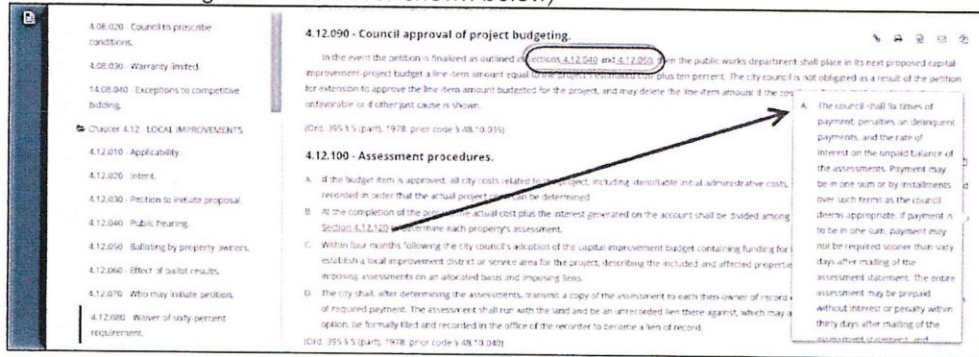 shown below)
4.08.020 - Council to prescribe
conditions.
4.08.030 - Warranty limited.
14.08.040 - Exceptions to competitive
bidding.
Chapter 4.12 - LOCAL IMPROVEMENTS
4.12.010 - Applicability.
4.12.020 - Intent.
4.12.030 - Petition to initiate proposal.
4.12.040 - Public hearing.
4.12.050 - Balloting by property owners.
4.12.060 - Effect of ballot results.
4.12.070 - Who may initiate petition.
4.12.080 - Waiver of sixty-percent
requirement.
4.12.090 - Council approval of project budgeting.
In the event the petition is finalized as outlined in Sections 4.12.040 and 4.12.050, then the public works department shall place in its next proposed capital
improvement project budget a line-item amount equal to the project's estimated cost plus ten percent. The city council is not obligated as a result of the petition
for extension to approve the line-item amount budgeted for the project, and may delete the line-item amount if the
unfavorable or if other just cause is shown.
(Ord. 395 § 5 (part), 1978: prior code § 48.10.035)
4.12.100 - Assessment procedures.
A. If the budget item is approved, all city costs related to the project, including identifiable initial administrative costs,
recorded in order that the actual project costs can be determined.
B. At the completion of the project the actual cost plus the interest generated on the account shall be divided among
Section 4.12.120 to determine each property's assessment.
C. Within four months following the city council's adoption of the capital improvement budget containing funding for
establish a local improvement district or service area for the project, describing the included and affected
imposing assessments on an allocated basis and imposing liens.
D. The city shall, after determining the assessments, transmit a copy of the assessment to each then-owner of record
of required payment. The assessment shall run with the land and be an unrecorded lien there against, which may
option, be formally filed and recorded in the office of the recorder to become a lien of record.
(Ord. 395 § 5 (part), 1978: prior code § 48.10.040)
A. The council shall fix times of
payment, penalties on delinquent
payments, and the rate of
interest on the unpaid balance of
the assessments. Payment may
be in one sum or by installments
over such terms as the council
deems appropriate. If payment is
to be in one sum, payment may
not be required sooner than sixty
days after mailing of the
assessment statement. The entire
assessment may be prepaid
without interest or penalty within
thirty days after mailing of the
assessment statement, and